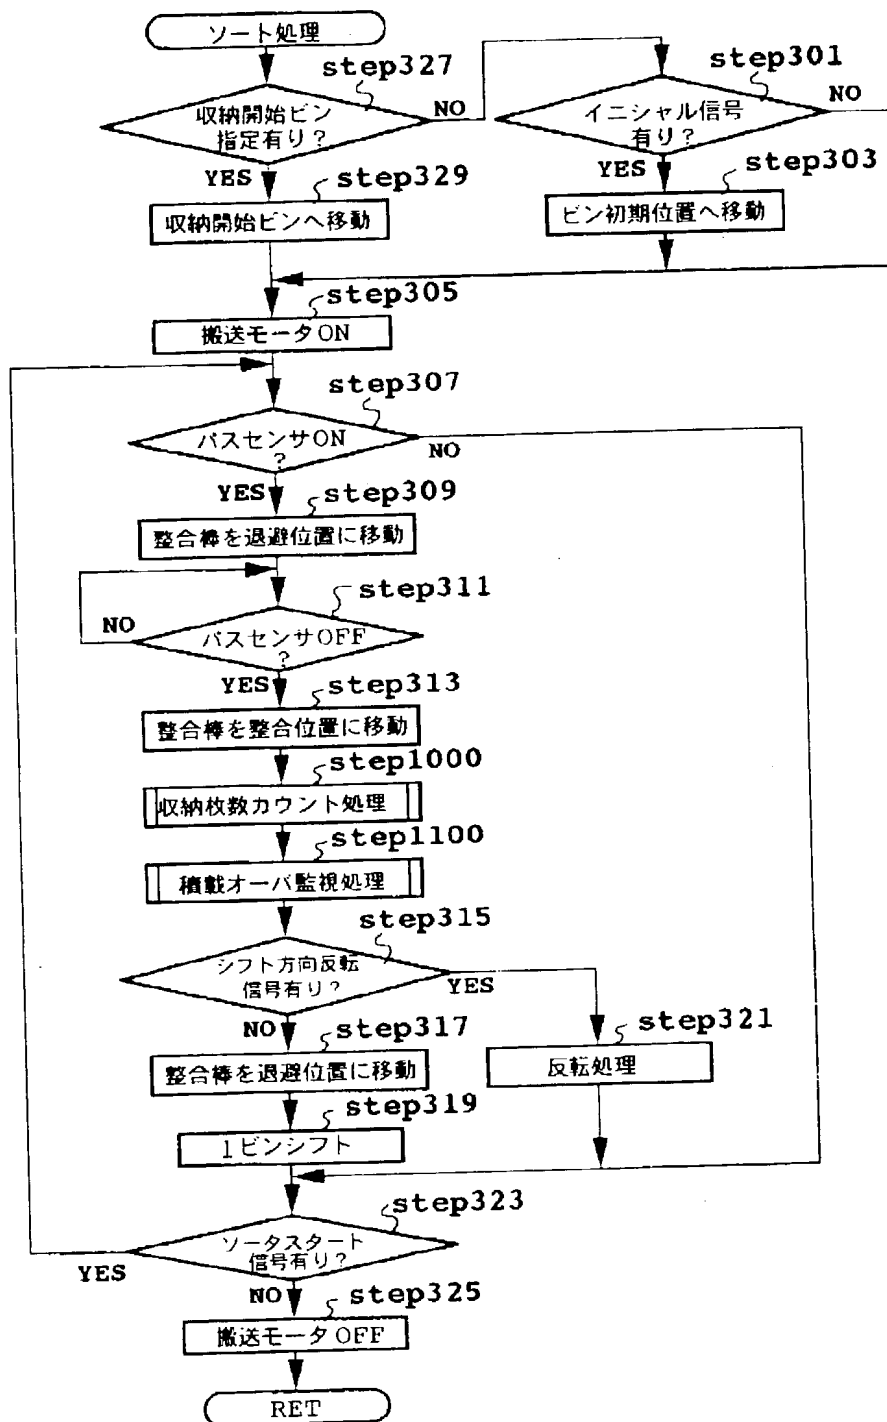 ソート処理
step327
収納開始ビン
指定有り?
NO
YES
step301
イニシャル信号
有り?
NO
YES
step329
収納開始ビンへ移動
step303
ビン初期位置へ移動
step305
搬送モータON
step307
パスセンサON
?
NO
YES
step309
整合棒を退避位置に移動
step311
パスセンサOFF
?
NO
YES
step313
整合棒を整合位置に移動
step1000
収納枚数カウント処理
step1100
積載オーバ監視処理
step315
シフト方向反転
信号有り?
YES
NO
step317
整合棒を退避位置に移動
step321
反転処理
step319
1ビンシフト
step323
ソータスタート
信号有り?
YES
NO
step325
搬送モータOFF
RET